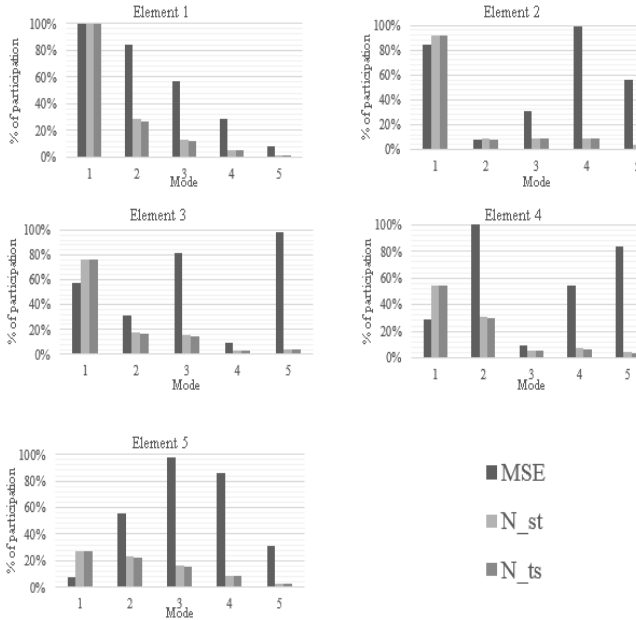 Element 1
% of participation
100%
80%
60%
40%
20%
0%
1 2 3 4 5
Mode
Element 2
% of participation
100%
80%
60%
40%
20%
0%
1 2 3 4 5
Mode
Element 3
% of participation
100%
80%
60%
40%
20%
0%
1 2 3 4 5
Mode
Element 4
% of participation
100%
80%
60%
40%
20%
0%
1 2 3 4 5
Mode
Element 5
% of participation
100%
80%
60%
40%
20%
0%
1 2 3 4 5
Mode
MSE
N_st
N_ts